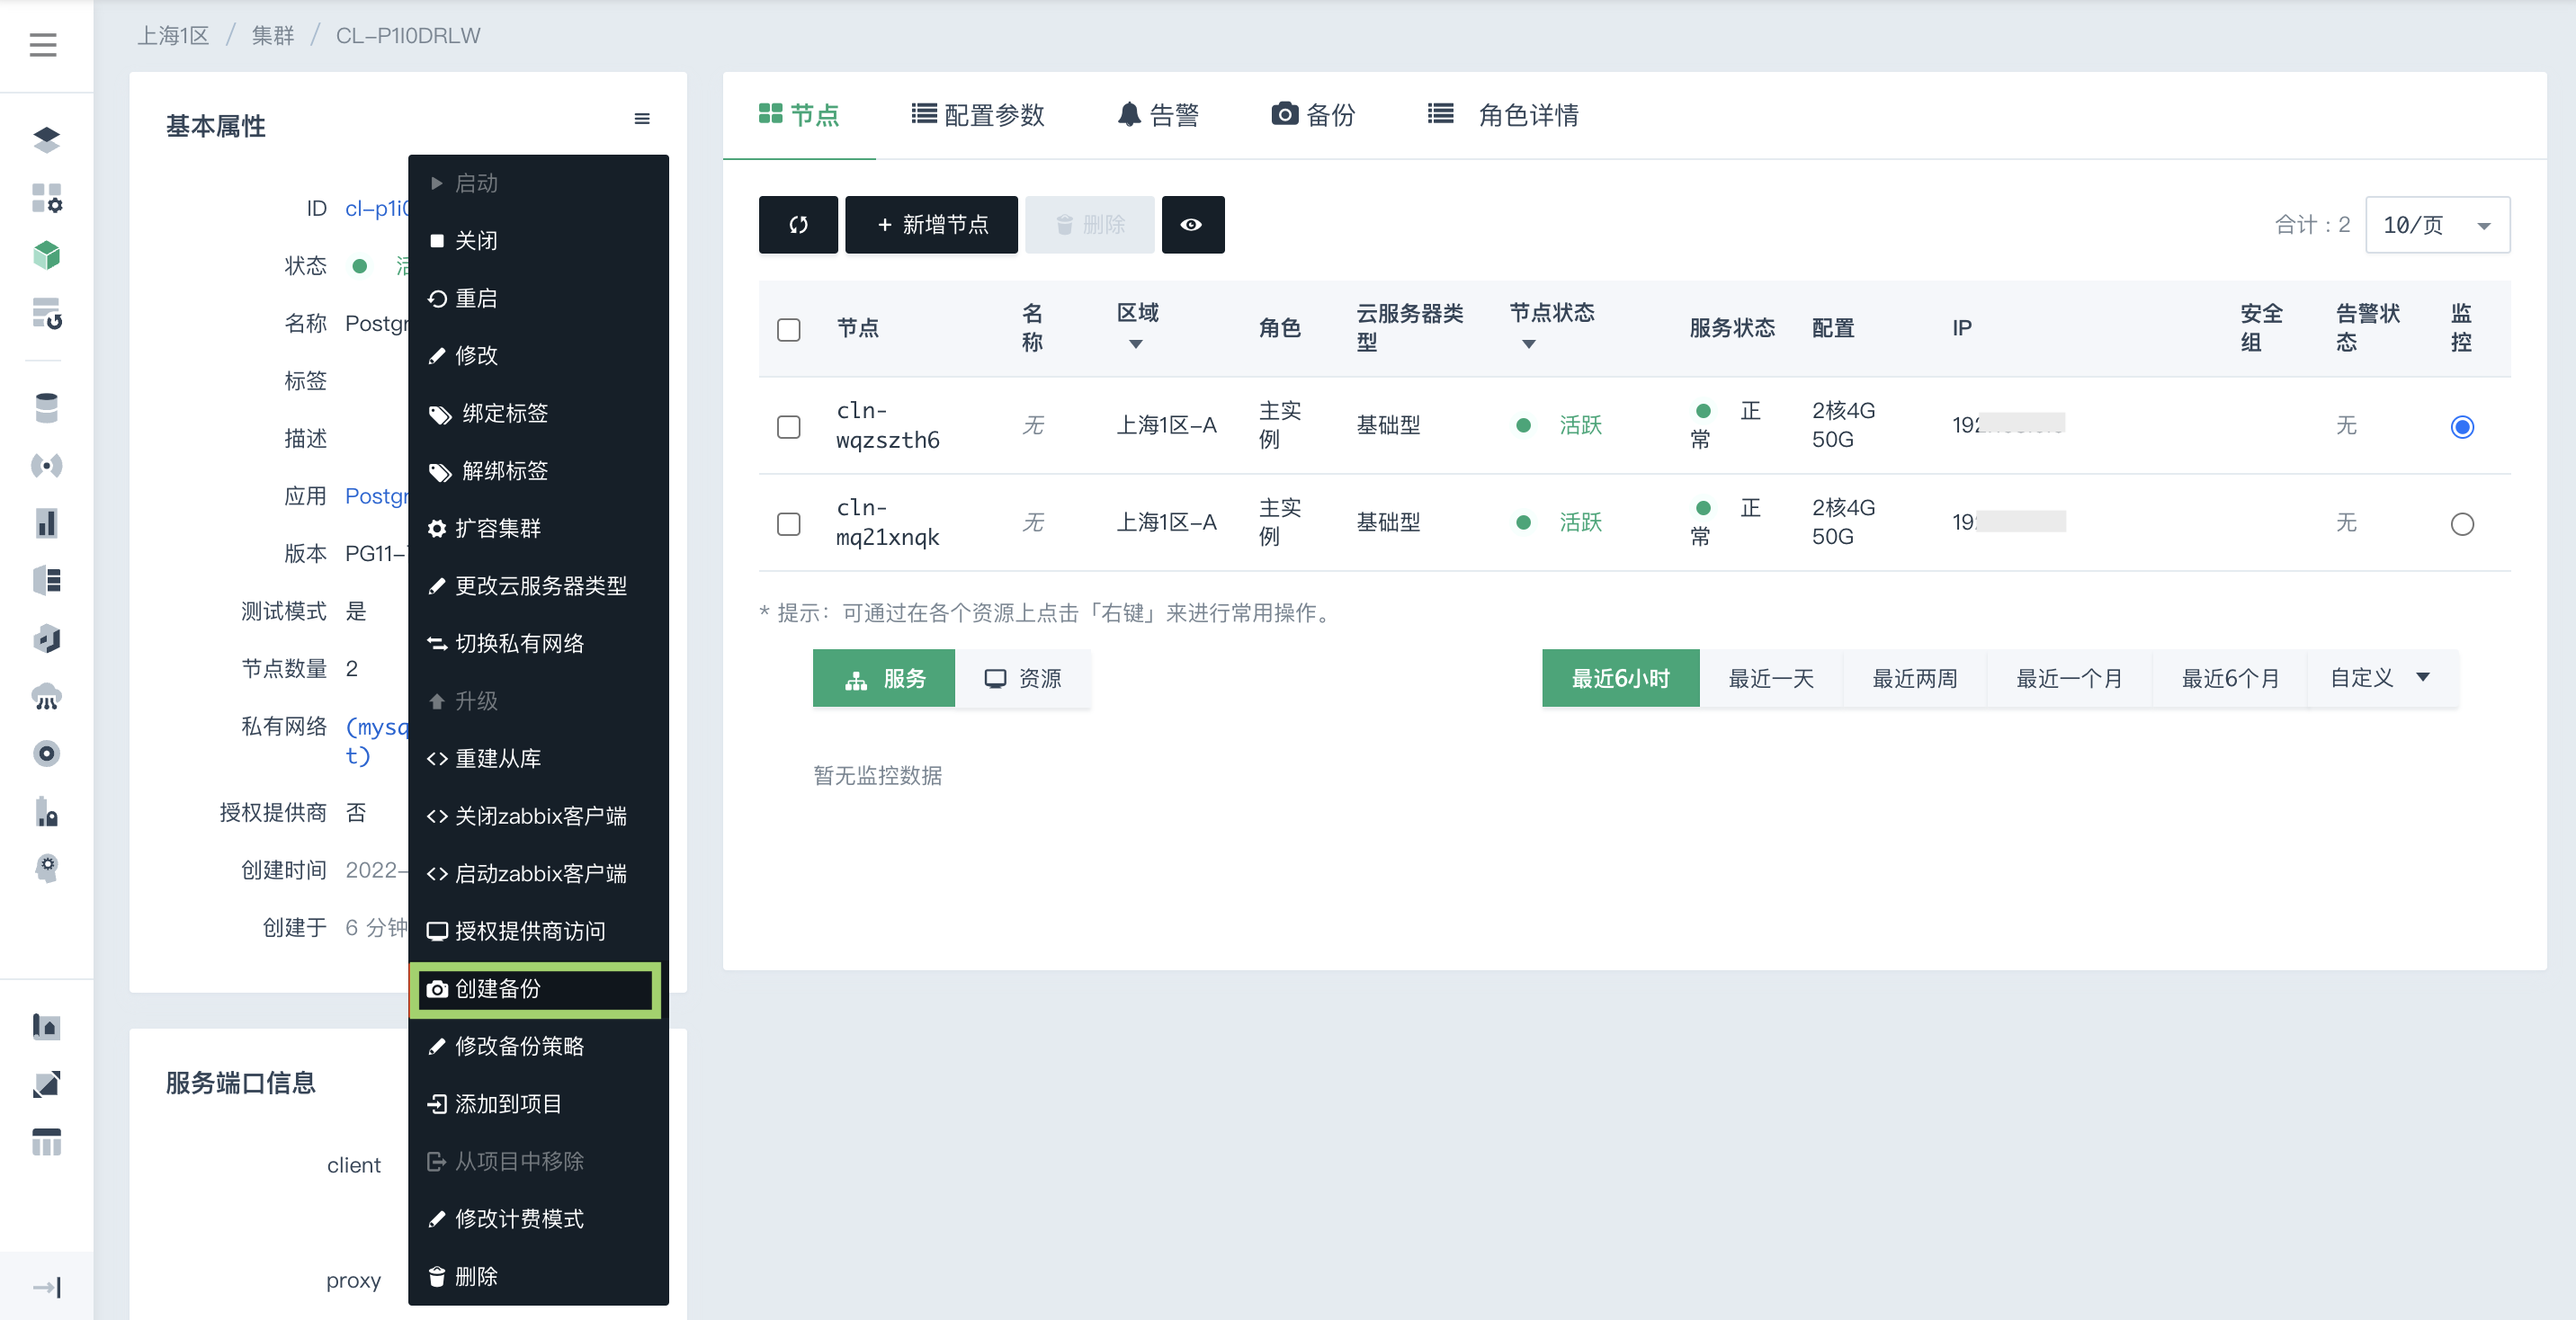 上海1区 / 集群 / CL-P1I0DRLW
基本属性
ID cl-p1i
状态 活
名称 Postgr
标签
描述
应用 Postgr
版本 PG11-
测试模式 是
节点数量 2
私有网络 (mysq
t)
授权提供商 否
创建时间 2022-
创建于 6 分钟
启动
关闭
重启
修改
绑定标签
解绑标签
扩容集群
更改云服务器类型
切换私有网络
升级
重建从库
关闭zabbix客户端
启动zabbix客户端
授权提供商访问
创建备份
修改备份策略
添加到项目
从项目中移除
修改计费模式
删除
服务端口信息
client
proxy
节点 配置参数 告警 备份 角色详情
+ 新增节点 删除 合计：2 10/页
节点 名称 区域 角色 云服务器类型 节点状态 服务状态 配置 IP 安全组 告警状态 监控
cln-wqzszth6 无 上海1区-A 主实例 基础型 活跃 正常 2核4G 50G 192 无
cln-mq21xnqk 无 上海1区-A 主实例 基础型 活跃 正常 2核4G 50G 19 无
* 提示：可通过在各个资源上点击「右键」来进行常用操作。
服务 资源 最近6小时 最近一天 最近两周 最近一个月 最近6个月 自定义
暂无监控数据